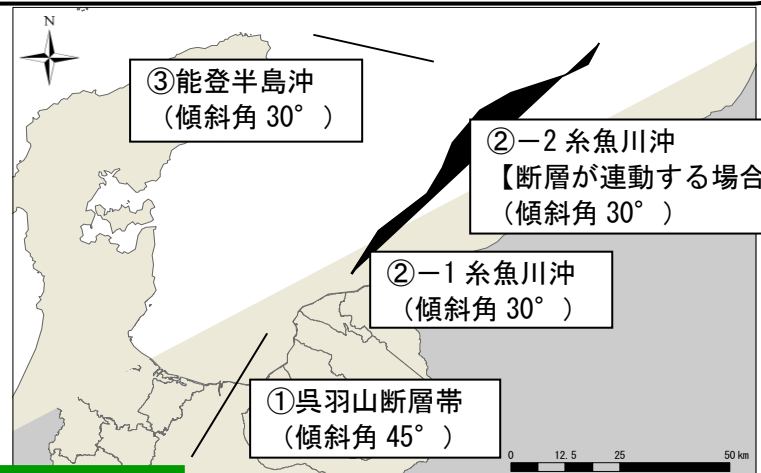 N
③能登半島沖
(傾斜角 30° )
②－2 糸魚川沖
【断層が連動する場合
(傾斜角 30° )
②－1 糸魚川沖
(傾斜角 30° )
①呉羽山断層帯
(傾斜角 45° )
0 12.5 25 50 km